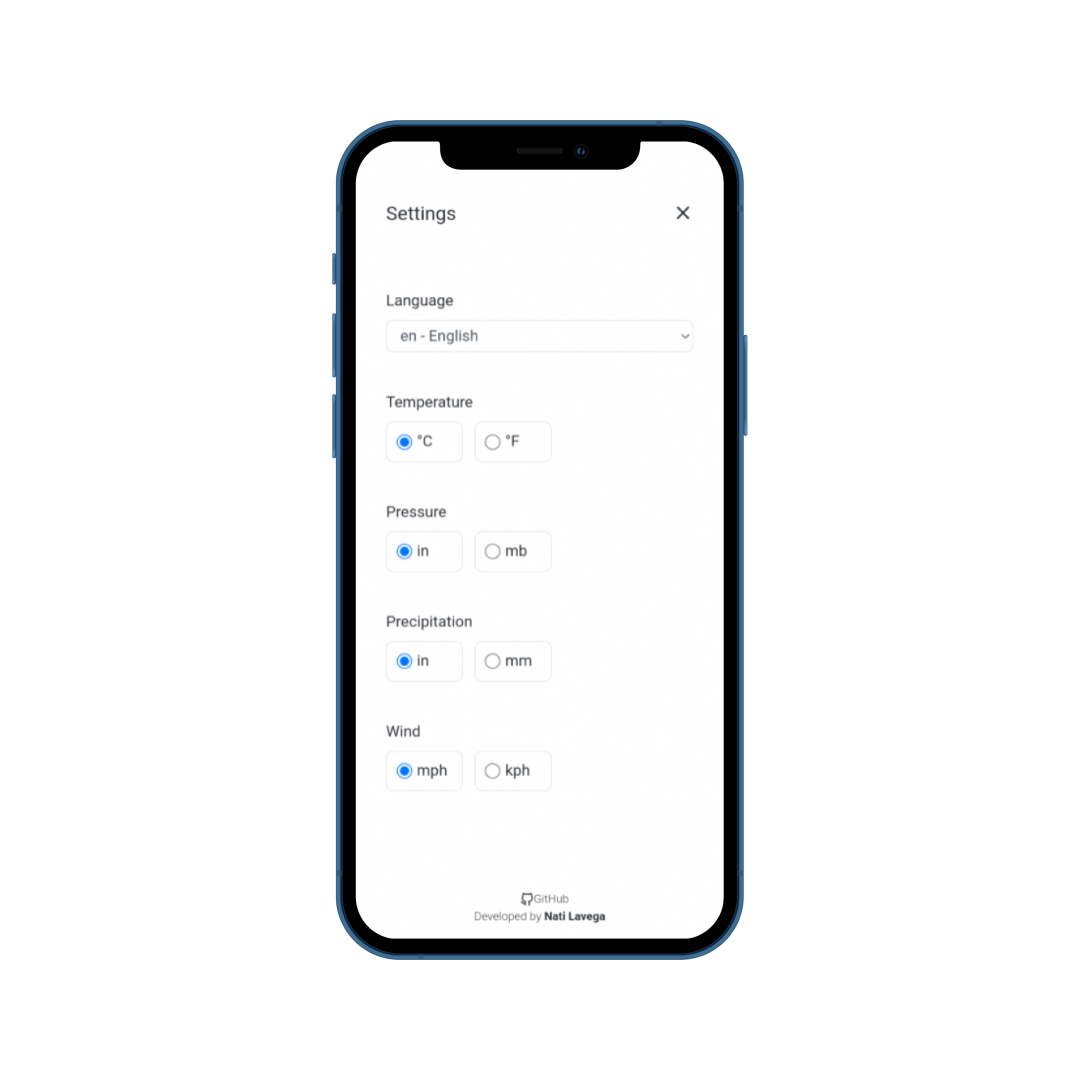 Settings
Language
en - English
Temperature
°C °F
Pressure
in mb
Precipitation
in mm
Wind
mph kph
GitHub
Developed by Nati Lavega